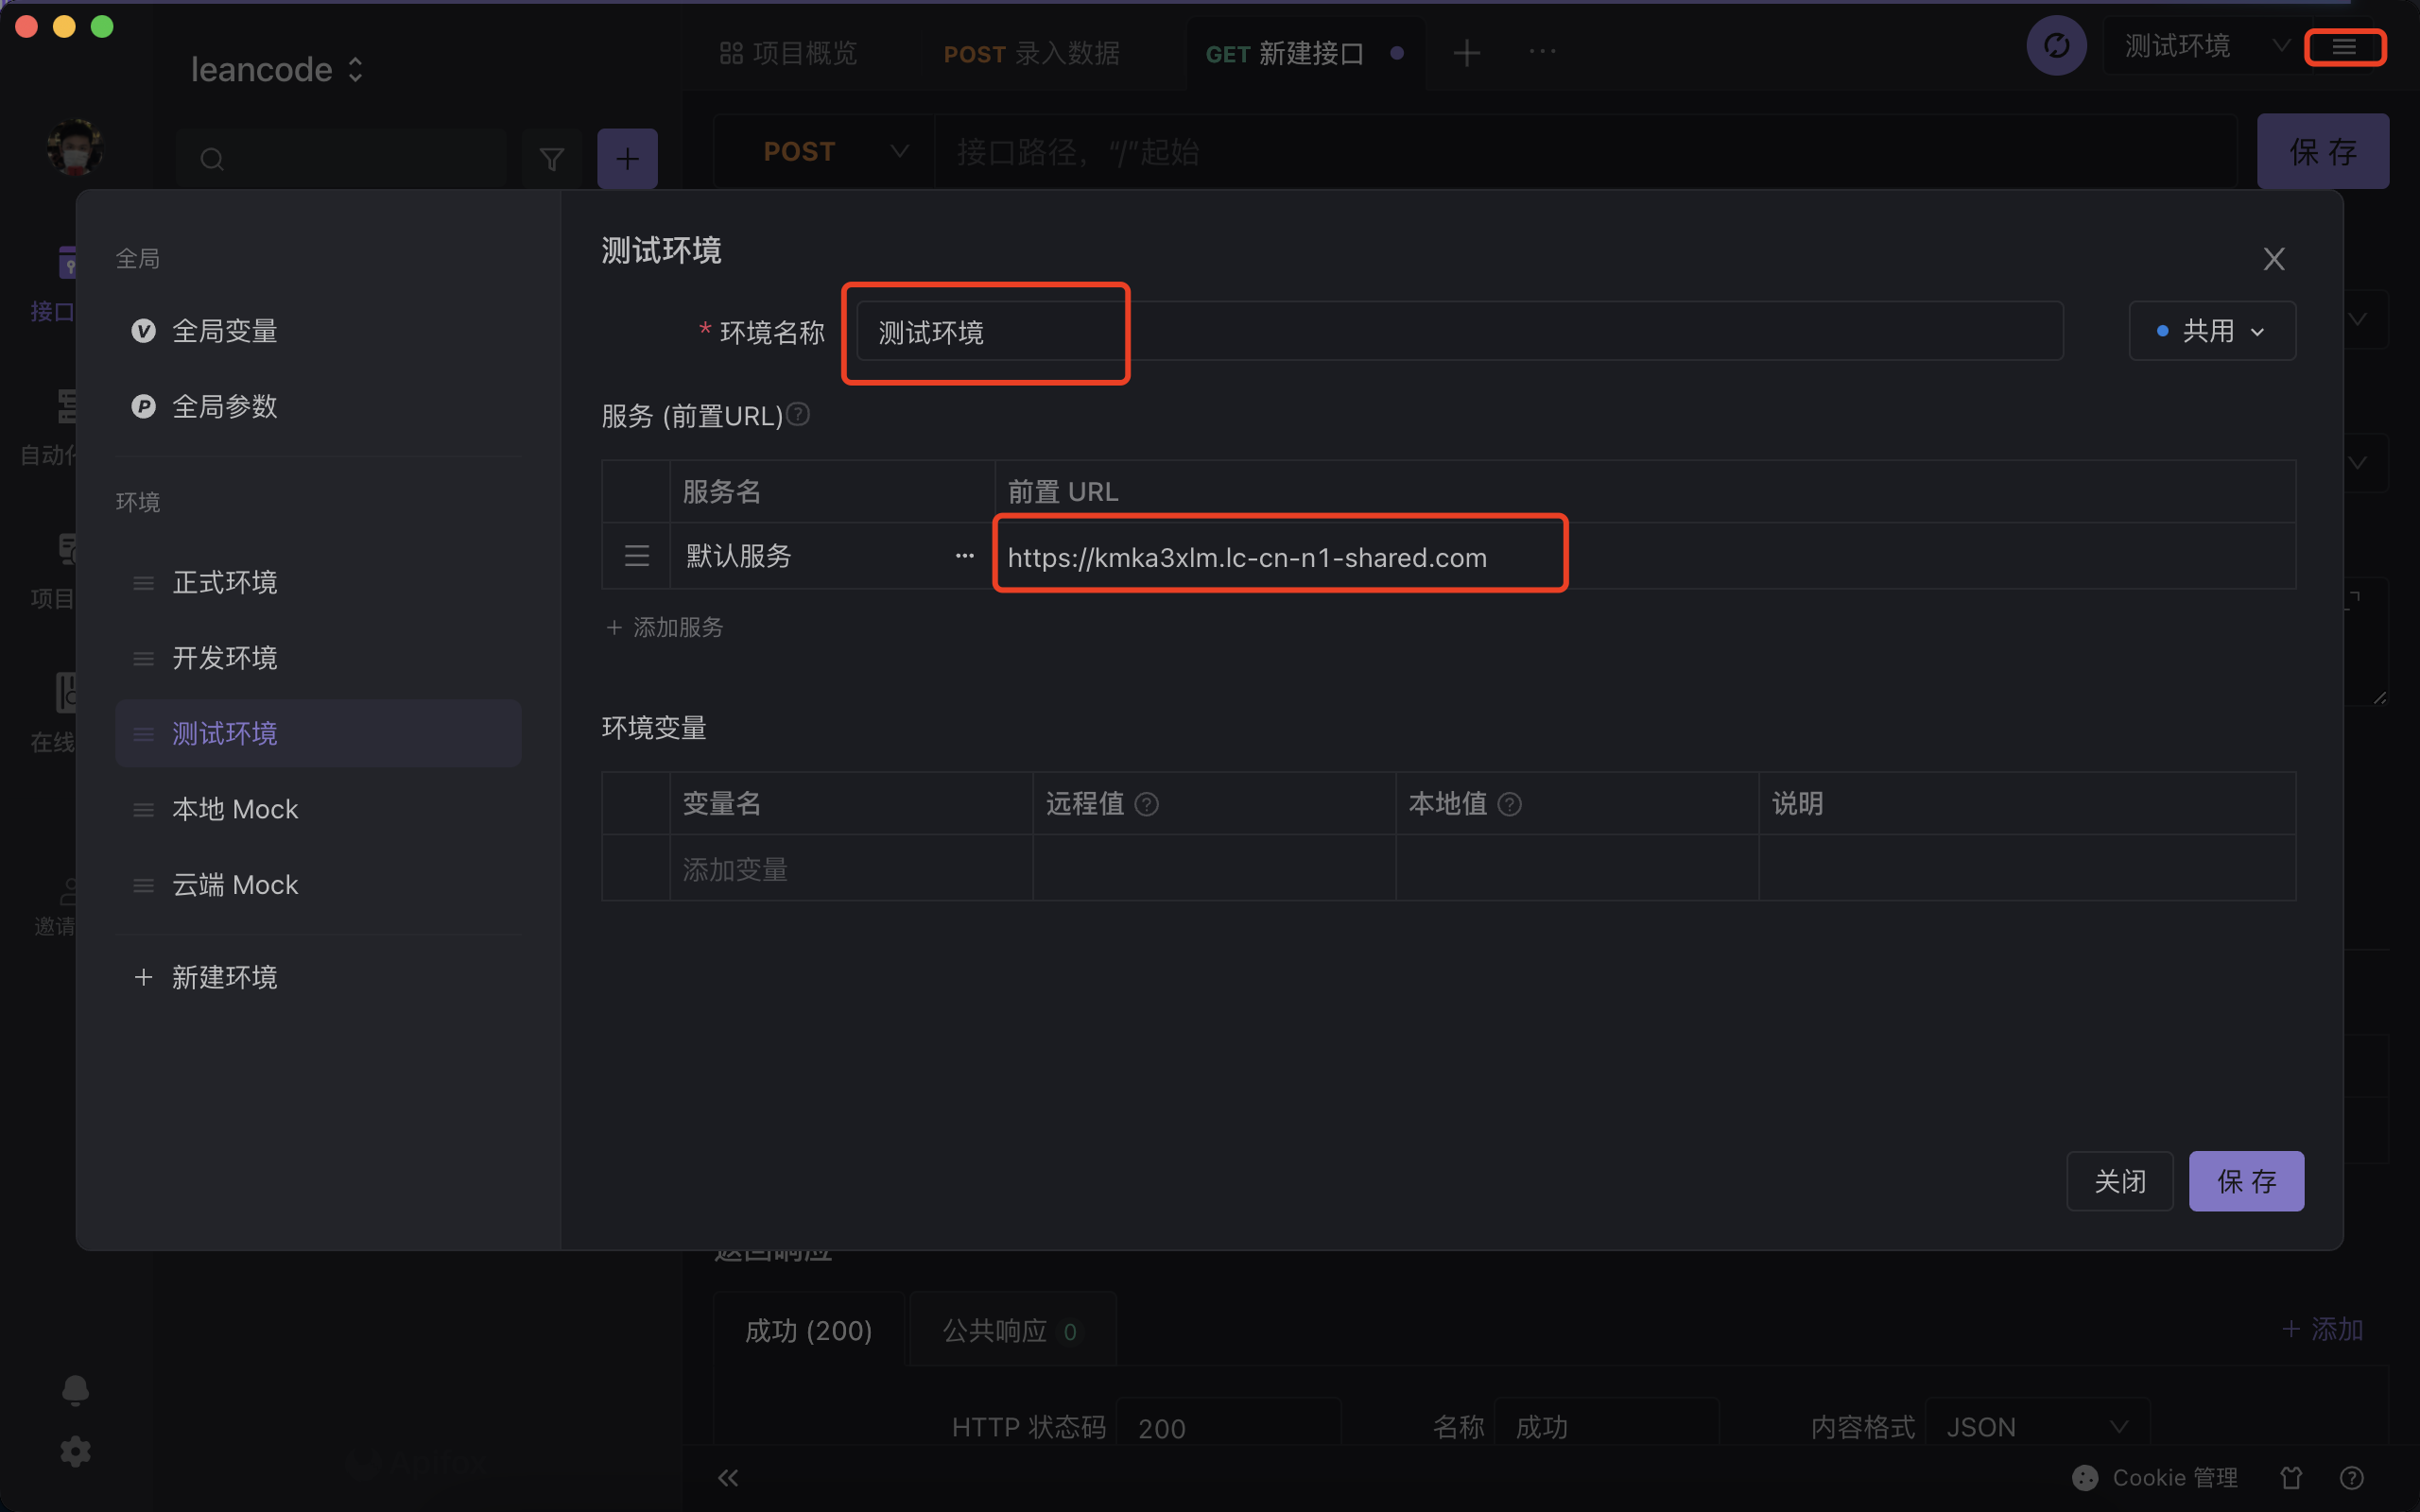 leancode
项目概览
POST 录入数据
GET 新建接口
测试环境
POST
接口路径，“/”起始
保 存
接口
自动化
项目
在线
邀请
全局
全局变量
全局参数
环境
正式环境
开发环境
测试环境
本地 Mock
云端 Mock
新建环境
测试环境
* 环境名称
测试环境
共用
服务 (前置URL)
服务名
前置 URL
默认服务
https://kmka3xlm.lc-cn-n1-shared.com
+ 添加服务
环境变量
变量名
远程值
本地值
说明
添加变量
关闭
保 存
返回响应
成功 (200)
公共响应 0
+ 添加
HTTP 状态码
200
名称
成功
内容格式
JSON
Apifox
Cookie 管理